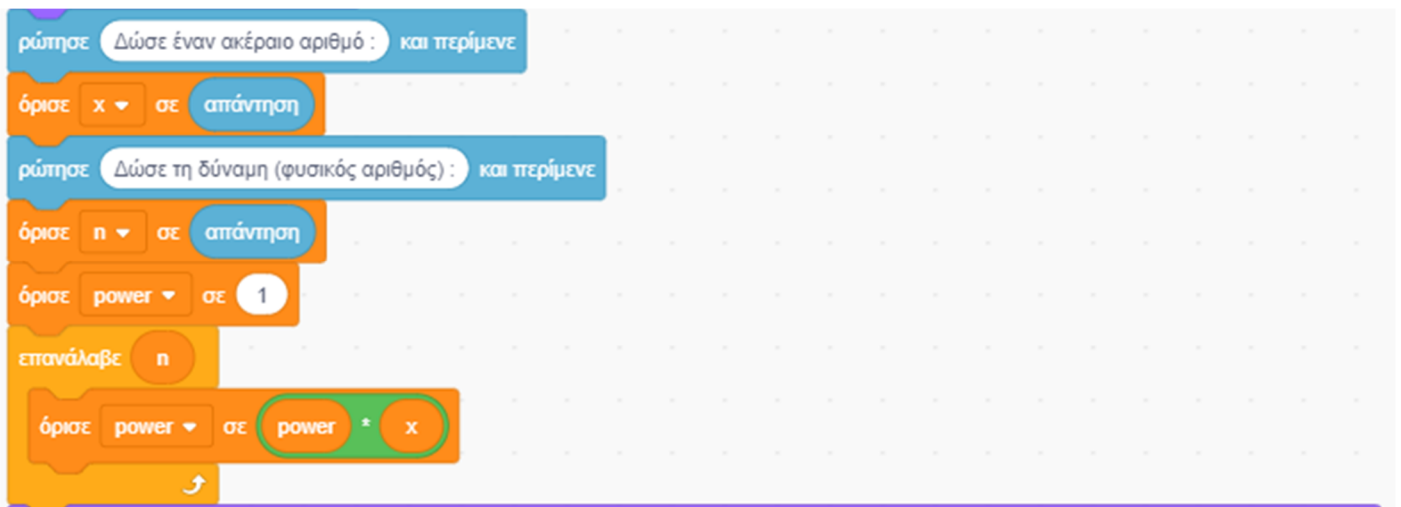 ρώτησε Δώσε έναν ακέραιο αριθμό : και περίμενε
όρισε x σε απάντηση
ρώτησε Δώσε τη δύναμη (φυσικός αριθμός) : και περίμενε
όρισε n σε απάντηση
όρισε power σε 1
επανάλαβε n
όρισε power σε power * x